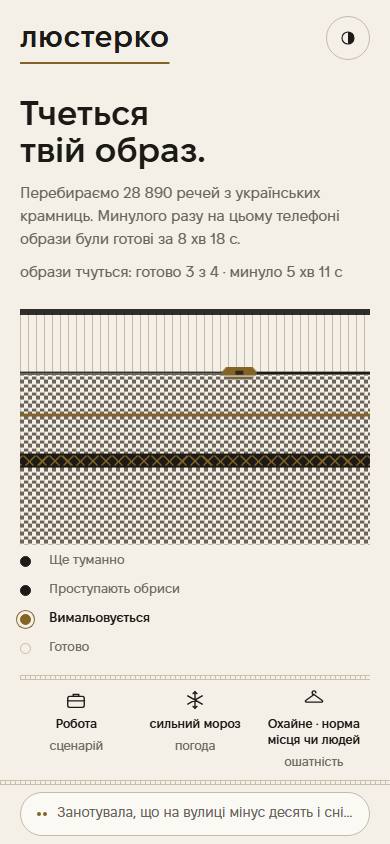 люстерко
Тчеться
твій образ.
Перебираємо 28 890 речей з українських
крамниць. Минулого разу на цьому телефоні
образи були готові за 8 хв 18 с.
образи тчуться: готово 3 з 4 · минуло 5 хв 11 с
Ще туманно
Проступають обриси
Вимальовується
Готово
Робота
сценарій
сильний мороз
погода
Охайне · норма
місця чи людей
ошатність
Занотувала, що на вулиці мінус десять і сні...